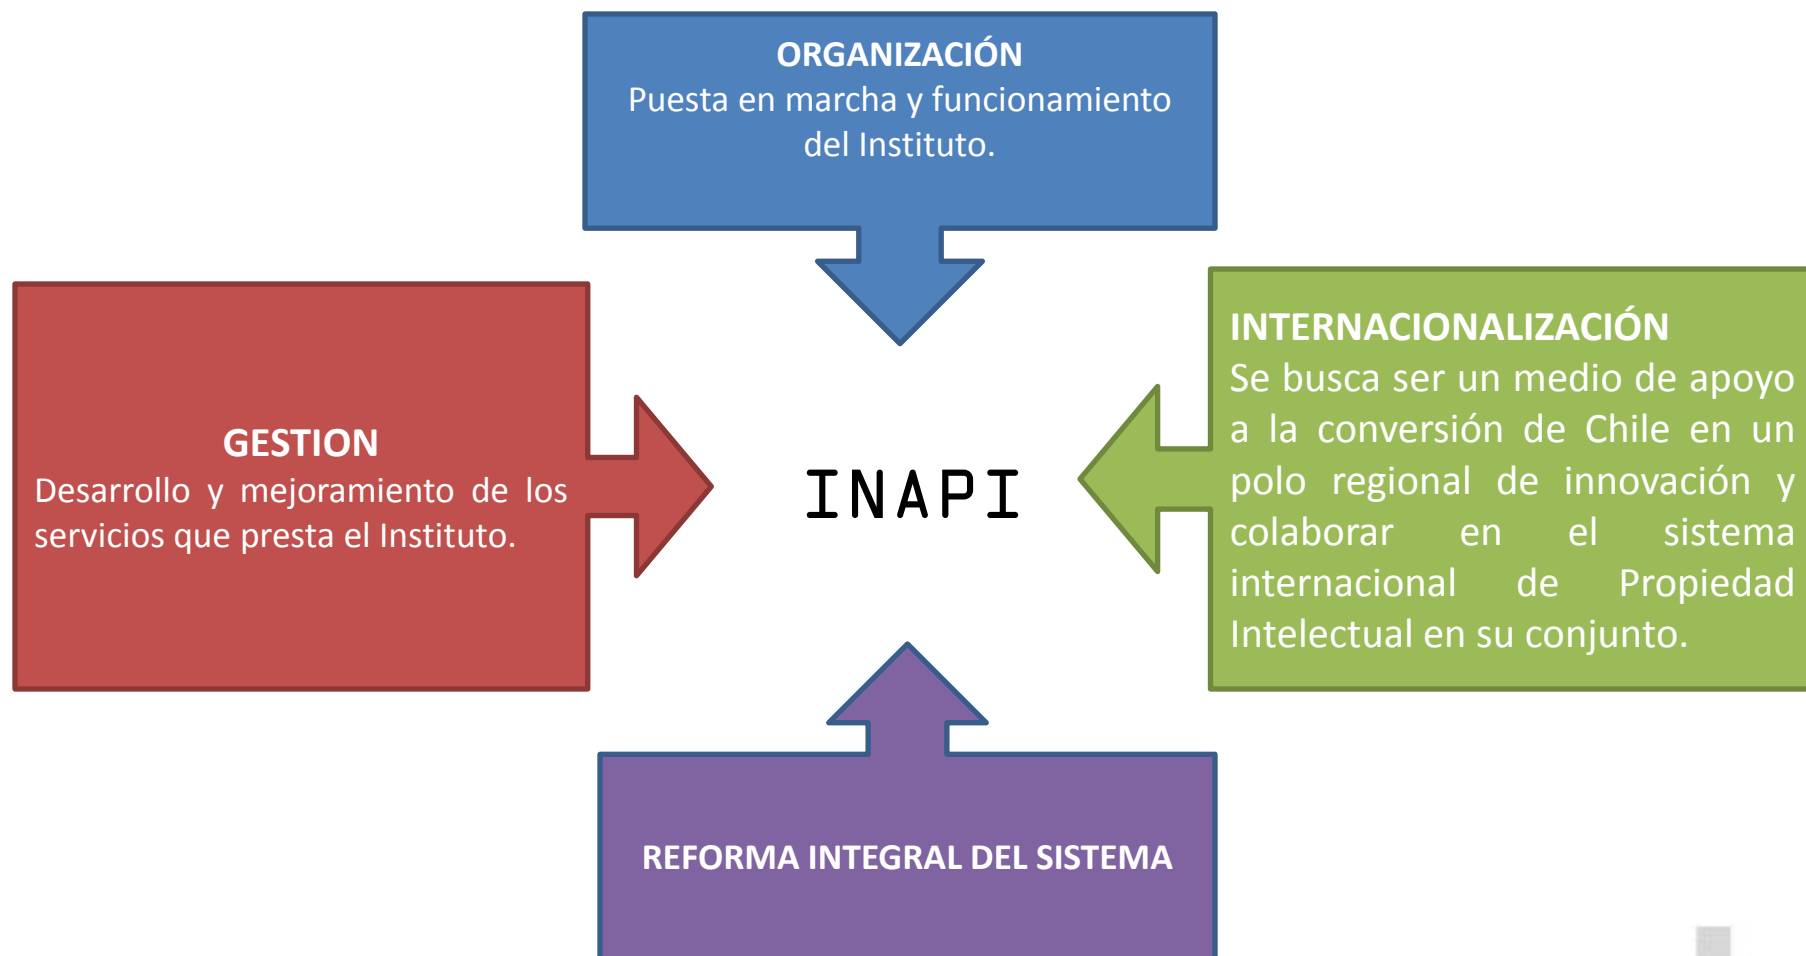 ORGANIZACIÓN
Puesta en marcha y funcionamiento
del Instituto.
GESTION
Desarrollo y mejoramiento de los
servicios que presta el Instituto.
INAPI
INTERNACIONALIZACIÓN
Se busca ser un medio de apoyo
a la conversión de Chile en un
polo regional de innovación y
colaborar en el sistema
internacional de Propiedad
Intelectual en su conjunto.
REFORMA INTEGRAL DEL SISTEMA